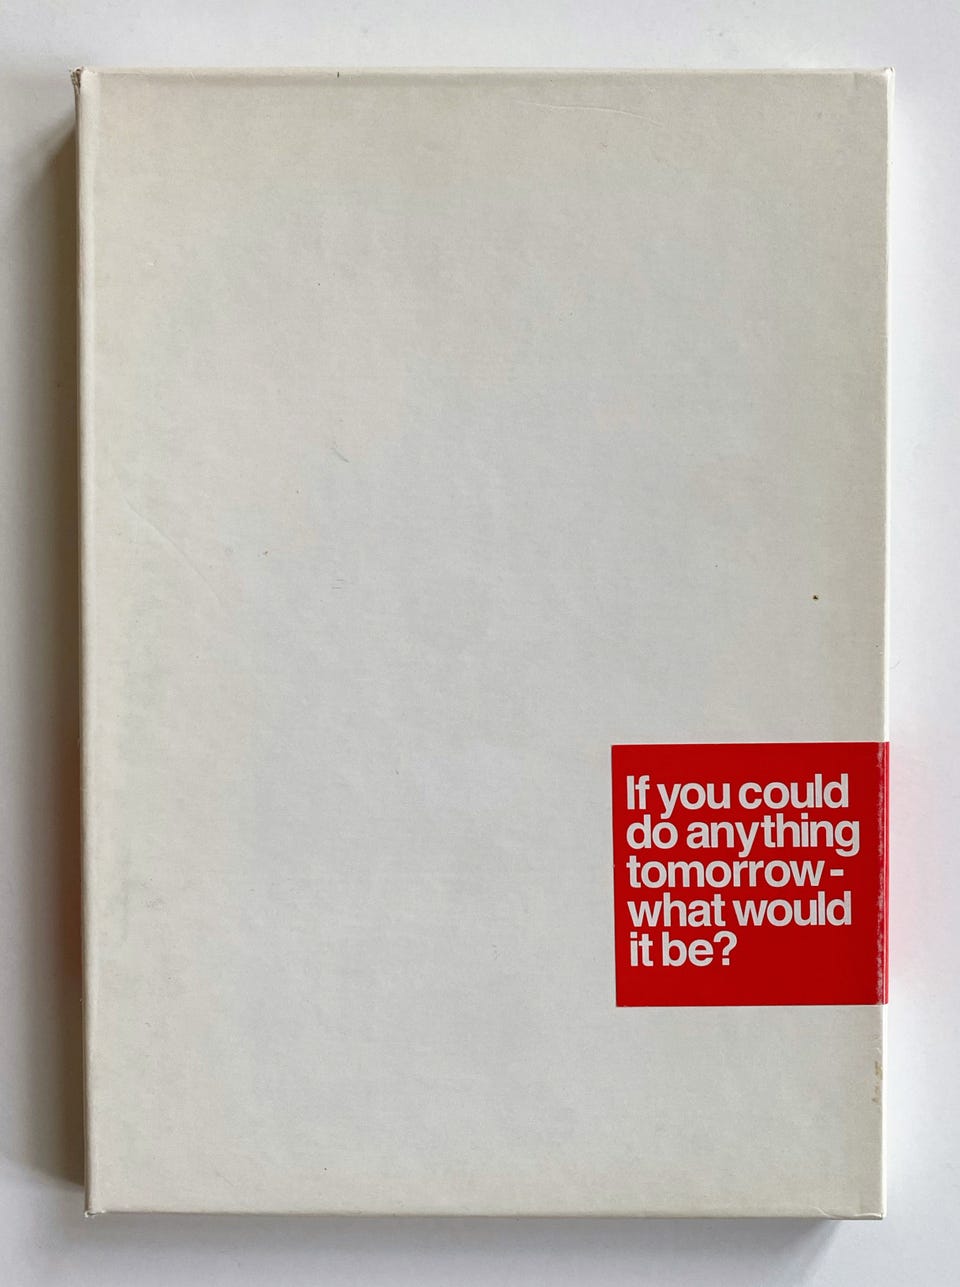 If you could
do anything
tomorrow-
what would
it be?